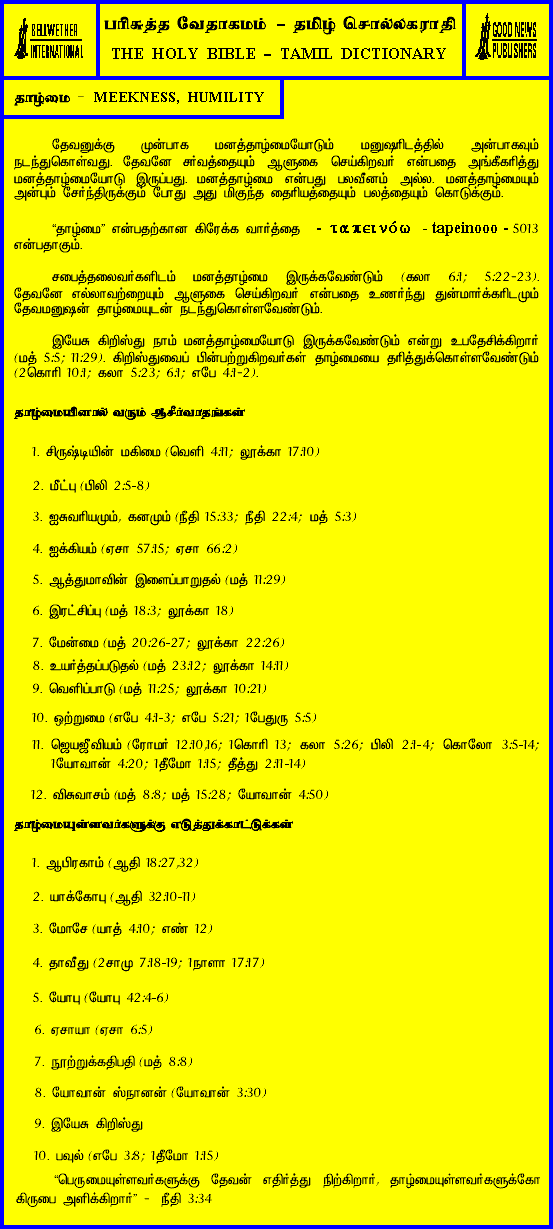 BELLWETHER
INTERNATIONAL
பரிசுத்த வேதாகமம் – தமிழ் சொல்லகராதி
THE HOLY BIBLE – TAMIL DICTIONARY
GOOD NEWS
PUBLISHERS
தாழ்மை - MEEKNESS, HUMILITY
தேவனுக்கு முன்பாக மனத்தாழ்மையோடும் மனுஷரிடத்தில் அன்பாகவும்
நடந்துகொள்வது. தேவனே சர்வத்தையும் ஆளுகை செய்கிறவர் என்பதை அங்கீகரித்து
மனத்தாழ்மையோடு இருப்பது. மனத்தாழ்மை என்பது பலவீனம் அல்ல. மனத்தாழ்மையும்
அன்பும் சேர்ந்திருக்கும் போது அது மிகுந்த தைரியத்தையும் பலத்தையும் கொடுக்கும்.
“தாழ்மை” என்பதற்கான கிரேக்க வார்த்தை - ταπεινόω - tapeinooo - 5013
என்பதாகும்.
சபைத்தலைவர்களிடம் மனத்தாழ்மை இருக்கவேண்டும் (கலா 6:1; 5:22-23).
தேவனே எல்லாவற்றையும் ஆளுகை செய்கிறவர் என்பதை உணர்ந்து துன்மார்க்கரிடமும்
தேவமனுஷன் தாழ்மையுடன் நடந்துகொள்ளவேண்டும்.
இயேசு கிறிஸ்து நாம் மனத்தாழ்மையோடு இருக்கவேண்டும் என்று உபதேசிக்கிறார்
(மத் 5:5; 11:29). கிறிஸ்துவைப் பின்பற்றுகிறவர்கள் தாழ்மையை தரித்துக்கொள்ளவேண்டும்
(2கொரி 10:1; கலா 5:23; 6:1; எபே 4:1-2).
தாழ்மையினால் வரும் ஆசீர்வாதங்கள்
1. சிருஷ்டியின் மகிமை (வெளி 4:11; லூக்கா 17:10)
2. மீட்பு (பிலி 2:5-8)
3. ஐசுவரியமும், கனமும் (நீதி 15:33; நீதி 22:4; மத் 5:3)
4. ஐக்கியம் (ஏசா 57:15; ஏசா 66:2)
5. ஆத்துமாவின் இளைப்பாறுதல் (மத் 11:29)
6. இரட்சிப்பு (மத் 18:3; லூக்கா 18)
7. மேன்மை (மத் 20:26-27; லூக்கா 22:26)
8. உயர்த்தப்படுதல் (மத் 23:12; லூக்கா 14:11)
9. வெளிப்பாடு (மத் 11:25; லூக்கா 10:21)
10. ஒற்றுமை (எபே 4:1-3; எபே 5:21; 1பேதுரு 5:5)
11. ஜெயஜீவியம் (ரோமர் 12:10,16; 1கொரி 13; கலா 5:26; பிலி 2:1-4; கொலோ 3:5-14;
1யோவான் 4:20; 1தீமோ 1:15; தீத்து 2:11-14)
12. விசுவாசம் (மத் 8:8; மத் 15:28; யோவான் 4:50)
தாழ்மையுள்ளவர்களுக்கு எடுத்துக்காட்டுக்கள்
1. ஆபிரகாம் (ஆதி 18:27,32)
2. யாக்கோபு (ஆதி 32:10-11)
3. மோசே (யாத் 4:10; எண் 12)
4. தாவீது (2சாமு 7:18-19; 1நாளா 17:17)
5. யோபு (யோபு 42:4-6)
6. ஏசாயா (ஏசா 6:5)
7. நூற்றுக்கதிபதி (மத் 8:8)
8. யோவான் ஸ்நானன் (யோவான் 3:30)
9. இயேசு கிறிஸ்து
10. பவுல் (எபே 3:8; 1தீமோ 1:15)
“பெருமையுள்ளவர்களுக்கு தேவன் எதிர்த்து நிற்கிறார், தாழ்மையுள்ளவர்களுக்கோ
கிருபை அளிக்கிறார்” - நீதி 3:34